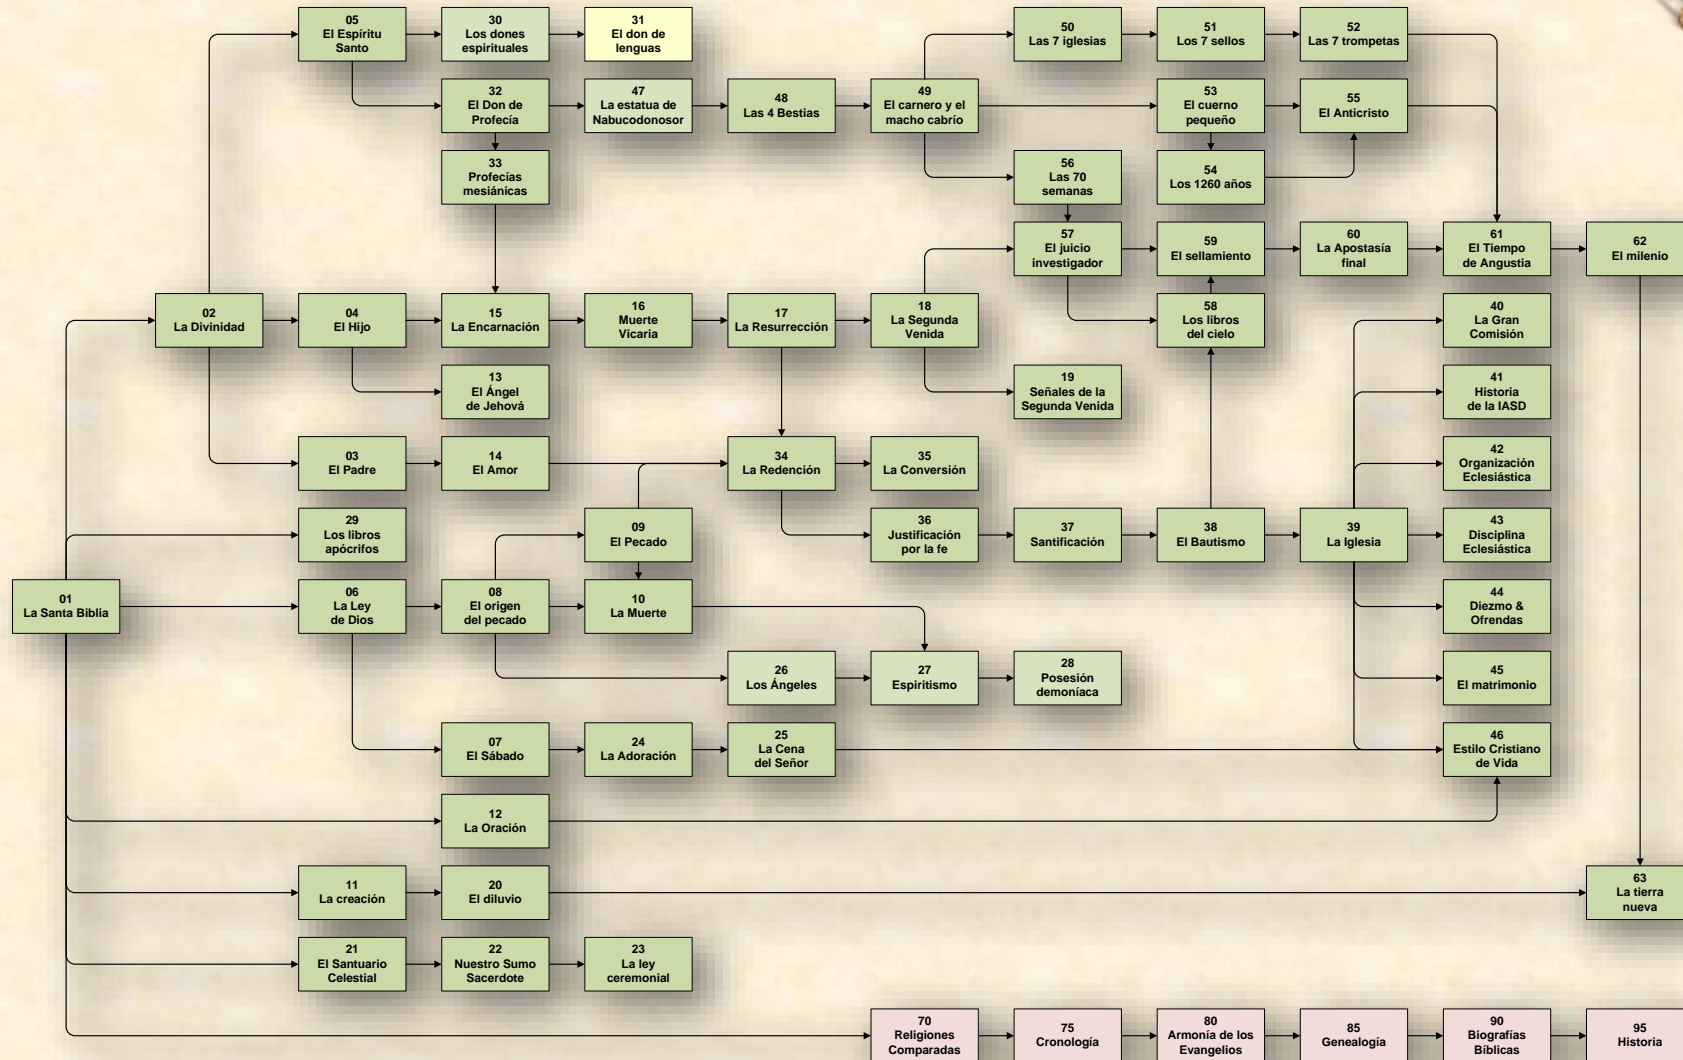 05
El Espíritu
Santo
30
Los dones
espirituales
31
El don de
lenguas
50
Las 7 iglesias
51
Los 7 sellos
52
Las 7 trompetas
32
El Don de
Profecía
47
La estatua de
Nabucodonosor
48
Las 4 Bestias
49
El carnero y el
macho cabrío
53
El cuerno
pequeño
55
El Anticristo
33
Profecías
mesiánicas
56
Las 70
semanas
54
Los 1260 años
57
El juicio
investigador
59
El sellamiento
60
La Apostasía
final
61
El Tiempo
de Angustia
62
El milenio
02
La Divinidad
04
El Hijo
15
La Encarnación
16
Muerte
Vicaria
17
La Resurrección
18
La Segunda
Venida
58
Los libros
del cielo
40
La Gran
Comisión
13
El Ángel
de Jehová
19
Señales de la
Segunda Venida
41
Historia
de la IASD
03
El Padre
14
El Amor
34
La Redención
35
La Conversión
42
Organización
Eclesiástica
29
Los libros
apócrifos
09
El Pecado
36
Justificación
por la fe
37
Santificación
38
El Bautismo
39
La Iglesia
43
Disciplina
Eclesiástica
01
La Santa Biblia
06
La Ley
de Dios
08
El origen
del pecado
10
La Muerte
44
Diezmo &
Ofrendas
26
Los Ángeles
27
Espiritismo
28
Posesión
demoníaca
45
El matrimonio
07
El Sábado
24
La Adoración
25
La Cena
del Señor
46
Estilo Cristiano
de Vida
12
La Oración
11
La creación
20
El diluvio
63
La tierra
nueva
21
El Santuario
Celestial
22
Nuestro Sumo
Sacerdote
23
La ley
ceremonial
70
Religiones
Comparadas
75
Cronología
80
Armonía de los
Evangelios
85
Genealogía
90
Biografías
Bíblicas
95
Historia